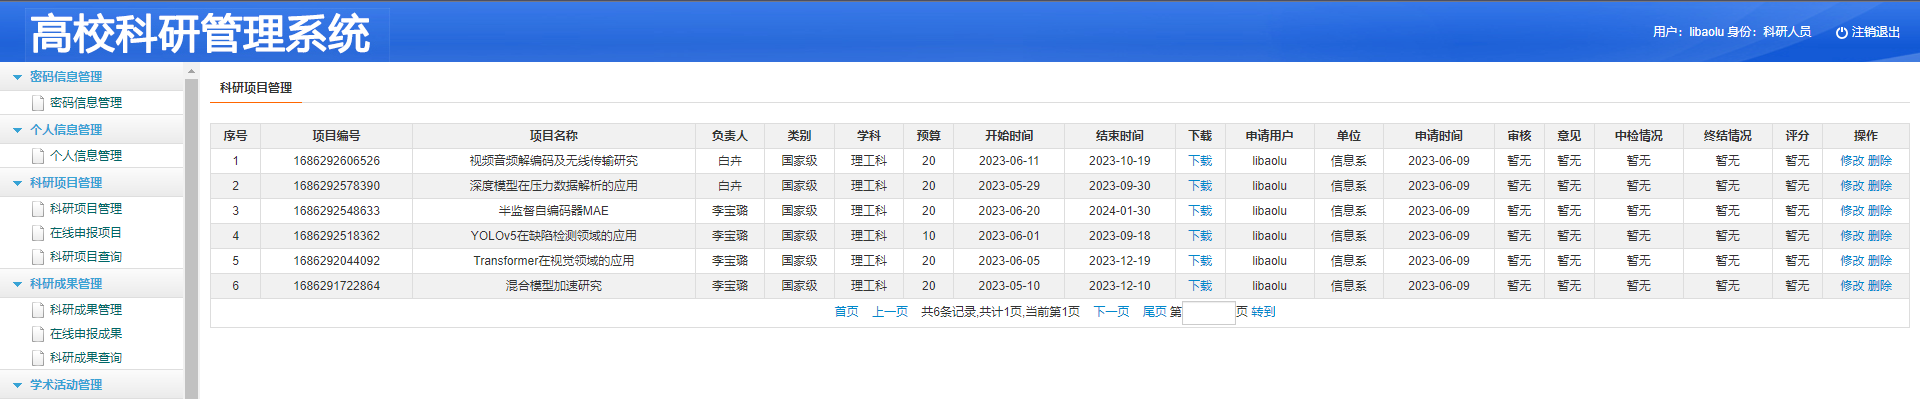 高校科研管理系统
用户：libaolu 身份：科研人员 注销退出
密码信息管理
密码信息管理
个人信息管理
个人信息管理
科研项目管理
科研项目管理
在线申报项目
科研项目查询
科研成果管理
科研成果管理
在线申报成果
科研成果查询
学术活动管理
科研项目管理
序号 项目编号 项目名称 负责人 类别 学科 预算 开始时间 结束时间 下载 申请用户 单位 申请时间 审核 意见 中检情况 终结情况 评分 操作
1 1686292606526 视频音频解编码及无线传输研究 白卉 国家级 理工科 20 2023-06-11 2023-10-19 下载 libaolu 信息系 2023-06-09 暂无 暂无 暂无 暂无 暂无 修改 删除
2 1686292578390 深度模型在压力数据解析的应用 白卉 国家级 理工科 20 2023-05-29 2023-09-30 下载 libaolu 信息系 2023-06-09 暂无 暂无 暂无 暂无 暂无 修改 删除
3 1686292548633 半监督自编码器MAE 李宝璐 国家级 理工科 20 2023-06-20 2024-01-30 下载 libaolu 信息系 2023-06-09 暂无 暂无 暂无 暂无 暂无 修改 删除
4 1686292518362 YOLOv5在缺陷检测领域的应用 李宝璐 国家级 理工科 10 2023-06-01 2023-09-18 下载 libaolu 信息系 2023-06-09 暂无 暂无 暂无 暂无 暂无 修改 删除
5 1686292044092 Transformer在视觉领域的应用 李宝璐 国家级 理工科 20 2023-06-05 2023-12-19 下载 libaolu 信息系 2023-06-09 暂无 暂无 暂无 暂无 暂无 修改 删除
6 1686291722864 混合模型加速研究 李宝璐 国家级 理工科 20 2023-05-10 2023-12-10 下载 libaolu 信息系 2023-06-09 暂无 暂无 暂无 暂无 暂无 修改 删除
首页 上一页 共6条记录,共计1页,当前第1页 下一页 尾页 第 页 转到